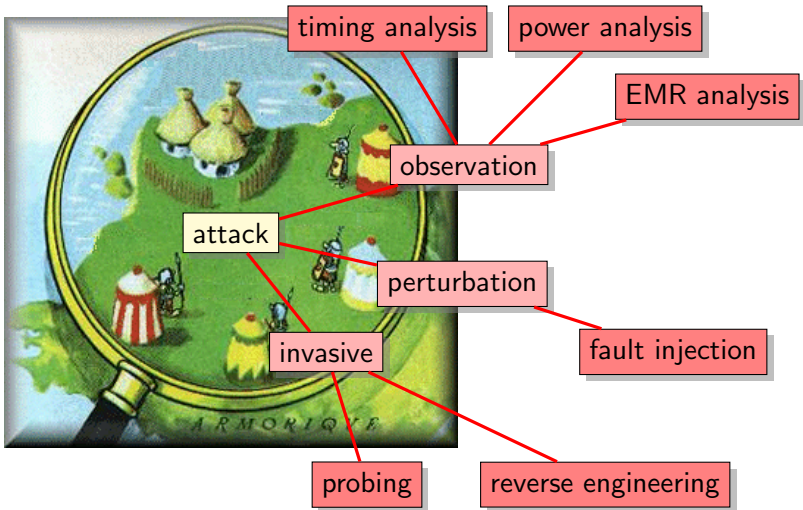 timing analysis
power analysis
EMR analysis
observation
attack
perturbation
fault injection
invasive
ARMORIQUE
probing
reverse engineering